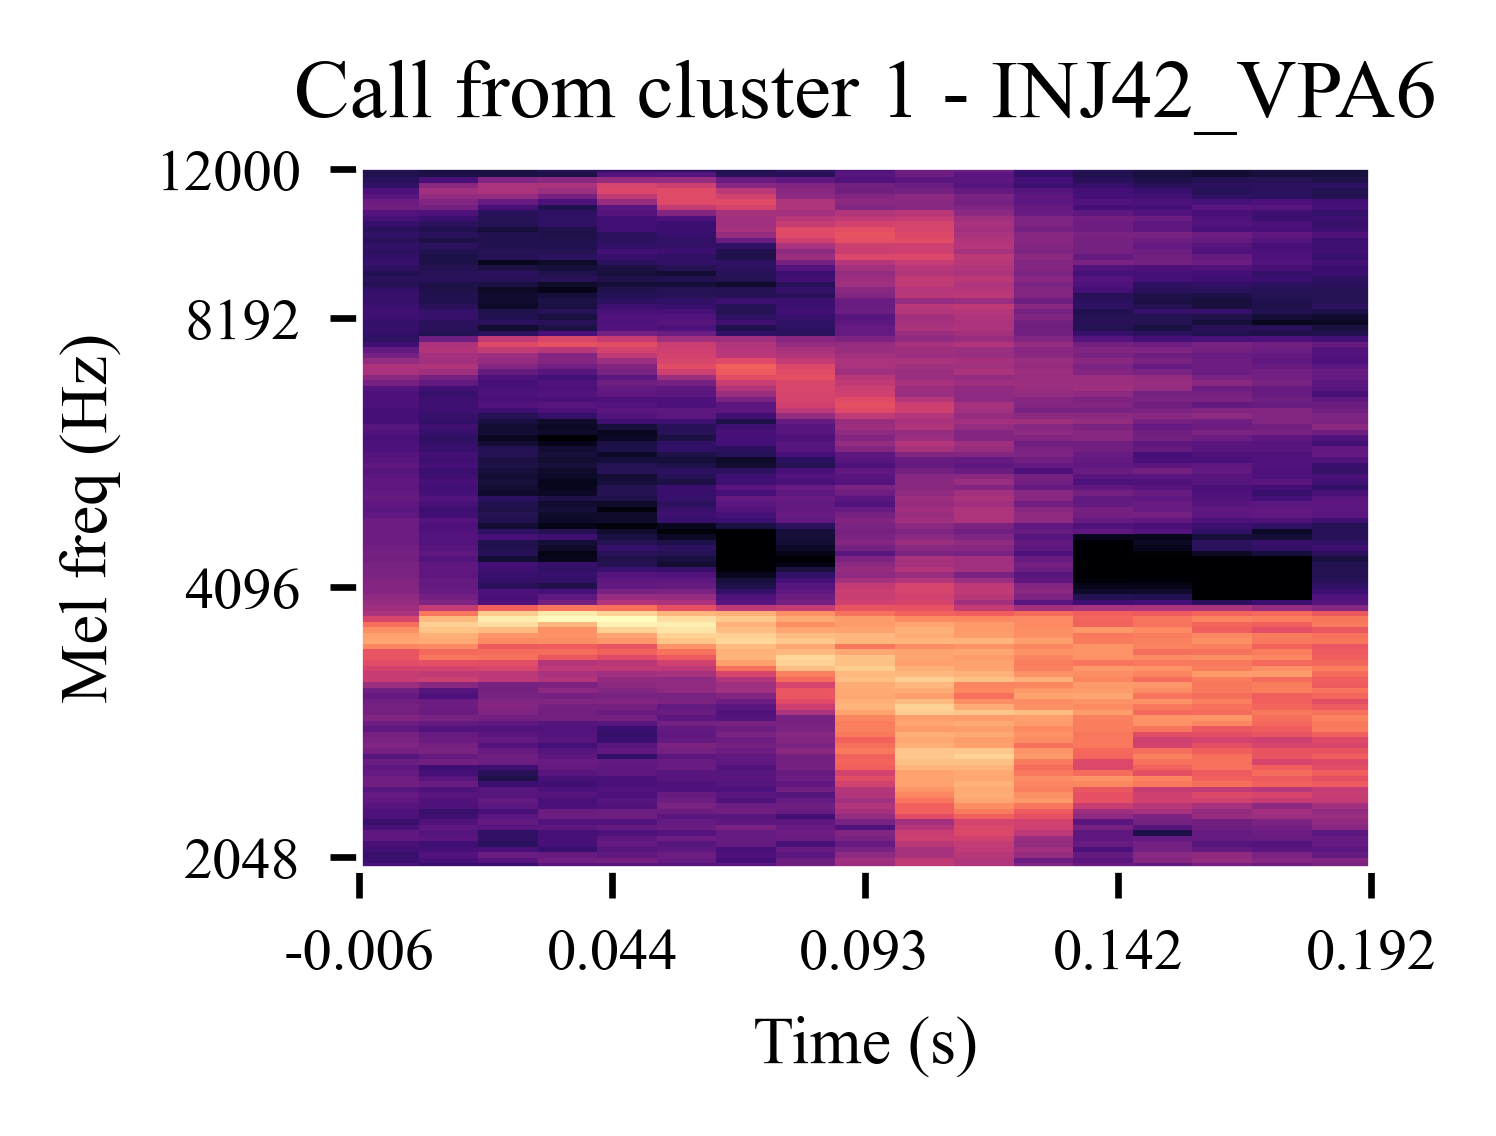 Call from cluster 1 - INJ42_VPA6
12000
8192
4096
2048
Mel freq (Hz)
-0.006 0.044 0.093 0.142 0.192
Time (s)